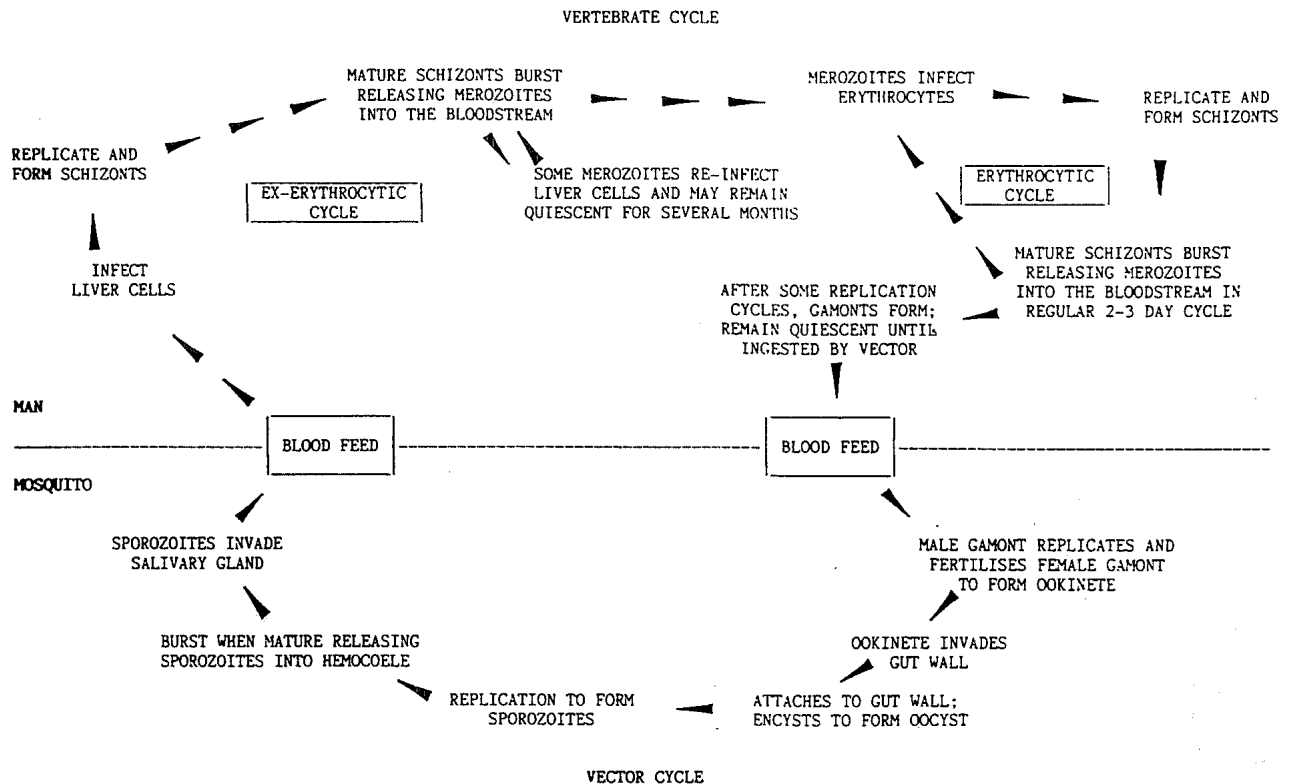 VERTEBRATE CYCLE
MATURE SCHIZONTS BURST
RELEASING MEROZOITES
INTO THE BLOODSTREAM
MEROZOITES INFECT
ERYTHROCYTES
REPLICATE AND
FORM SCHIZONTS
REPLICATE AND
FORM SCHIZONTS
EX-ERYTHROCYTIC
CYCLE
SOME MEROZOITES RE-INFECT
LIVER CELLS AND MAY REMAIN
QUIESCENT FOR SEVERAL MONTHS
ERYTHROCYTIC
CYCLE
INFECT
LIVER CELLS
MATURE SCHIZONTS BURST
RELEASING MEROZOITES
INTO THE BLOODSTREAM IN
REGULAR 2-3 DAY CYCLE
AFTER SOME REPLICATION
CYCLES, GAMONTS FORM;
REMAIN QUIESCENT UNTIL
INGESTED BY VECTOR
MAN
BLOOD FEED
BLOOD FEED
MOSQUITO
SPOROZOITES INVADE
SALIVARY GLAND
MALE GAMONT REPLICATES AND
FERTILISES FEMALE GAMONT
TO FORM OOKINETE
BURST WHEN MATURE RELEASING
SPOROZOITES INTO HEMOCOELE
OOKINETE INVADES
GUT WALL
REPLICATION TO FORM
SPOROZOITES
ATTACHES TO GUT WALL;
ENCYSTS TO FORM OOCYST
VECTOR CYCLE